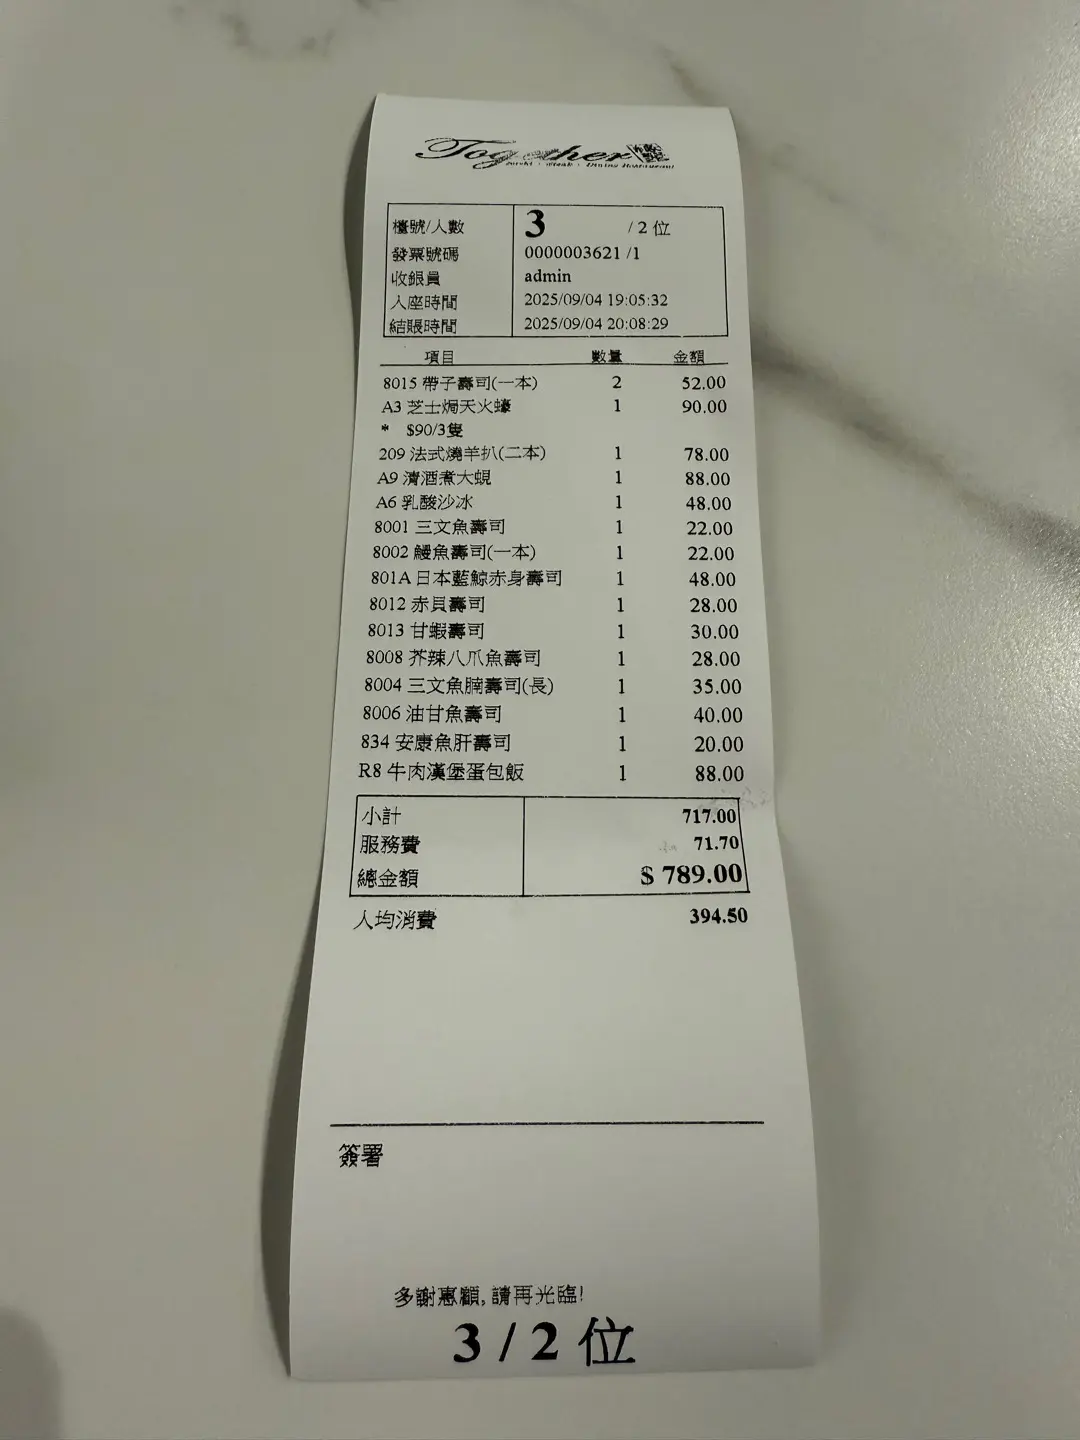 Together
Sushi · Steak · Dining Restaurant
檯號/人數 3 / 2 位
發票號碼 0000003621 /1
收銀員 admin
入座時間 2025/09/04 19:05:32
結賬時間 2025/09/04 20:08:29
項目 數量 金額
8015 帶子壽司(一本) 2 52.00
A3 芝士焗天火蠔 1 90.00
* $90/3隻
209 法式燒羊扒(二本) 1 78.00
A9 清酒煮大蜆 1 88.00
A6 乳酸沙冰 1 48.00
8001 三文魚壽司 1 22.00
8002 鰻魚壽司(一本) 1 22.00
801A 日本藍鯨赤身壽司 1 48.00
8012 赤貝壽司 1 28.00
8013 甘蝦壽司 1 30.00
8008 芥辣八爪魚壽司 1 28.00
8004 三文魚腩壽司(長) 1 35.00
8006 油甘魚壽司 1 40.00
834 安康魚肝壽司 1 20.00
R8 牛肉漢堡蛋包飯 1 88.00
小計 717.00
服務費 71.70
總金額 $ 789.00
人均消費 394.50
簽署
多謝惠顧, 請再光臨!
3 / 2 位